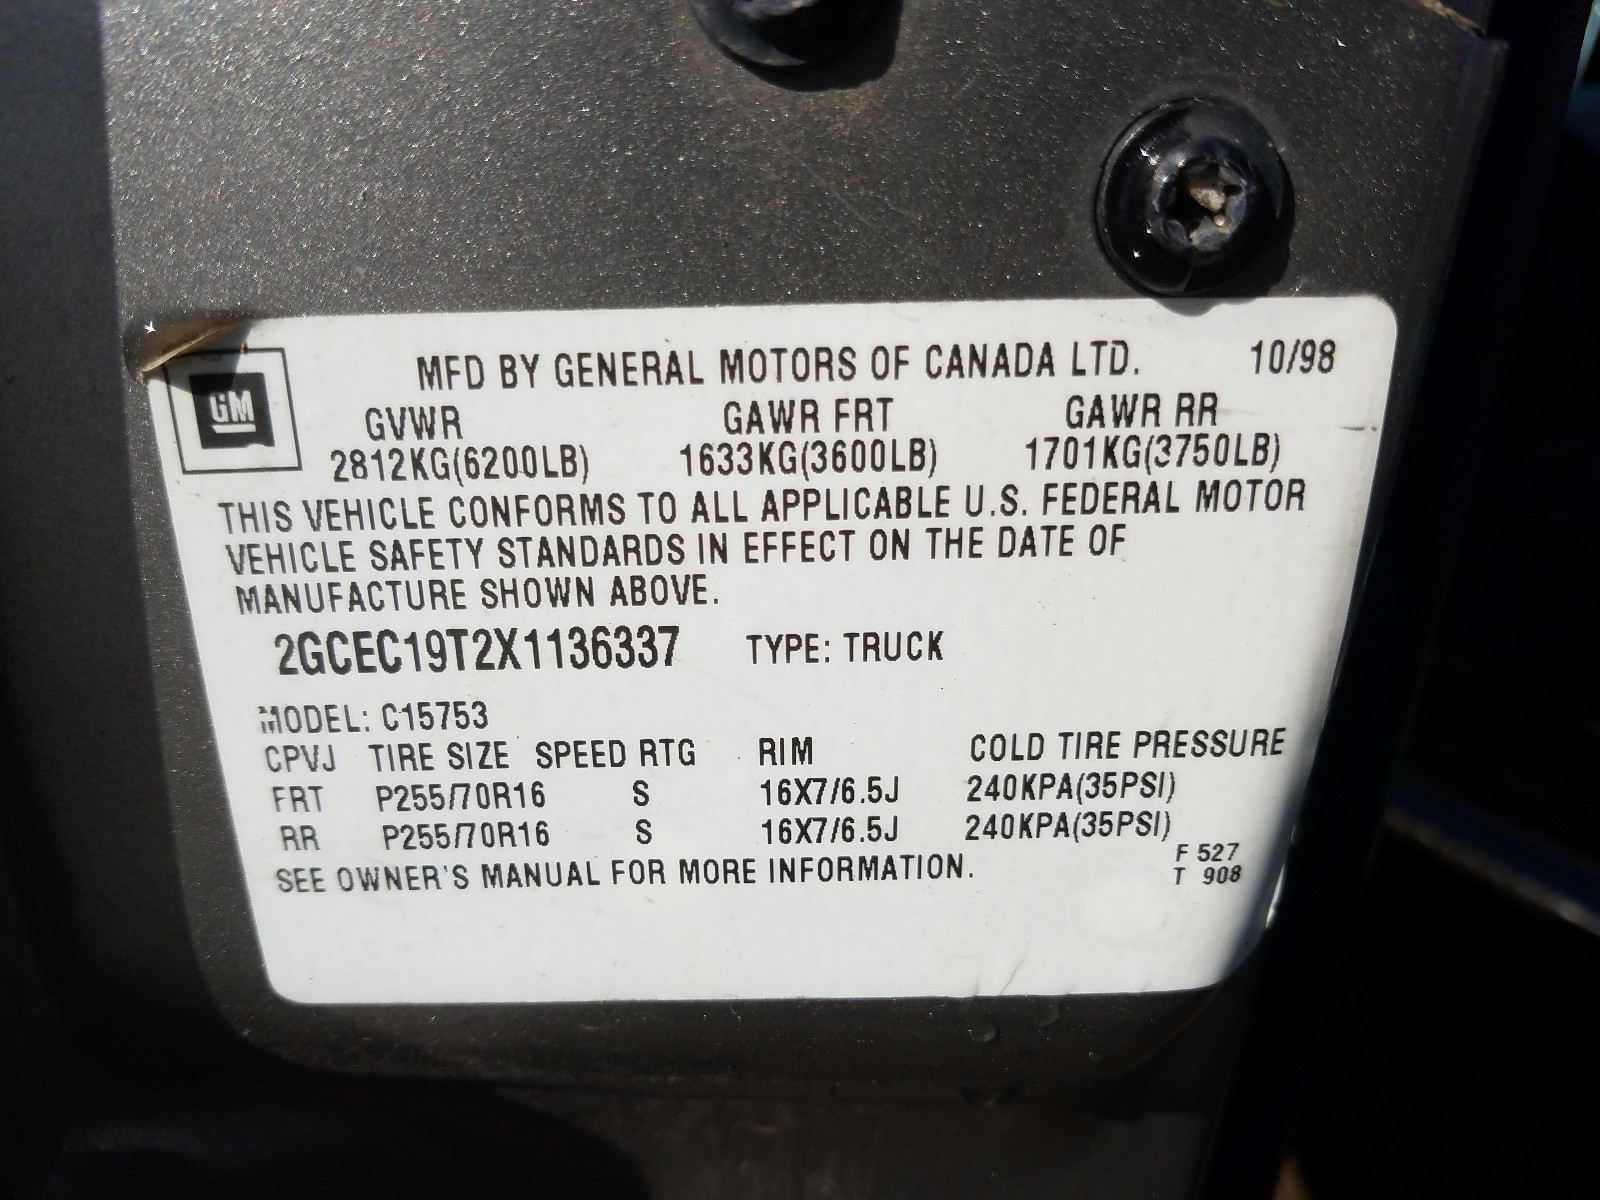 GM
MFD BY GENERAL MOTORS OF CANADA LTD. 10/98
GVWR GAWR FRT GAWR RR
2812KG(6200LB) 1633KG(3600LB) 1701KG(3750LB)
THIS VEHICLE CONFORMS TO ALL APPLICABLE U.S. FEDERAL MOTOR
VEHICLE SAFETY STANDARDS IN EFFECT ON THE DATE OF
MANUFACTURE SHOWN ABOVE.
2GCEC19T2X1136337 TYPE: TRUCK
MODEL: C15753
CPVJ TIRE SIZE SPEED RTG RIM COLD TIRE PRESSURE
FRT P255/70R16 S 16X7/6.5J 240KPA(35PSI)
RR P255/70R16 S 16X7/6.5J 240KPA(35PSI)
SEE OWNER'S MANUAL FOR MORE INFORMATION.
F 527
T 908